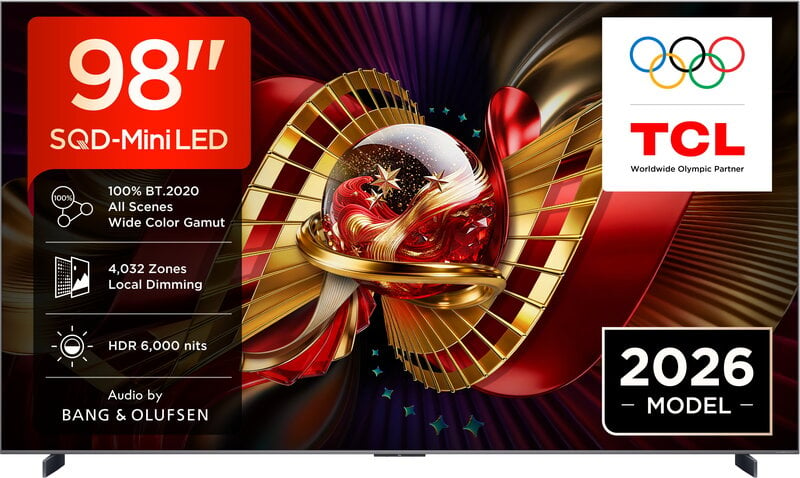 98"
SQD-Mini LED
100%
100% BT.2020
All Scenes
Wide Color Gamut
4,032 Zones
Local Dimming
HDR 6,000 nits
Audio by
BANG & OLUFSEN
TCL
Worldwide Olympic Partner
2026
– MODEL –